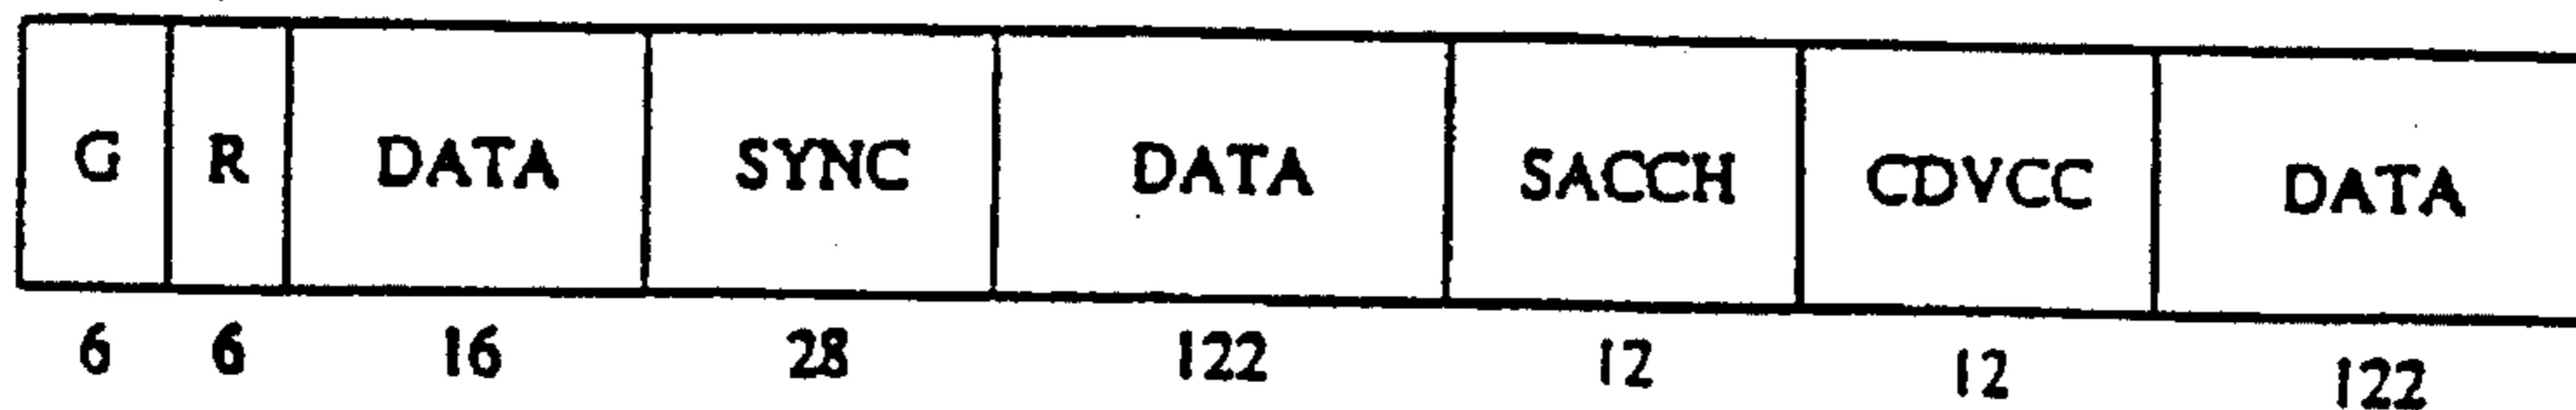 G R DATA SYNC DATA SACCH CDVCC DATA
6 6 16 28 122 12 12 122